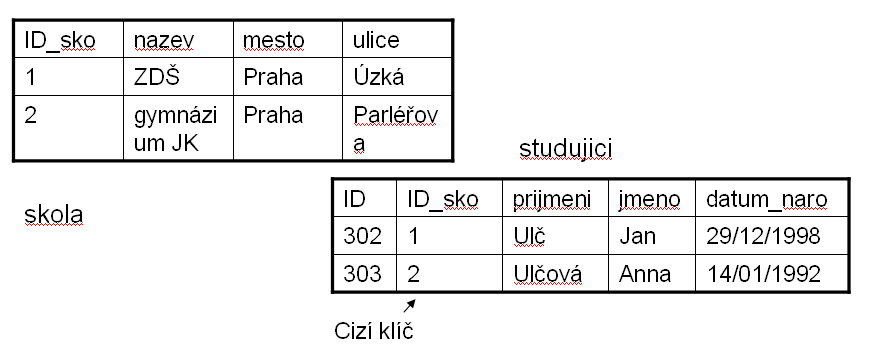 ID_sko nazev mesto ulice
1 ZDŠ Praha Úzká
2 gymnázi Praha Parléřov
um JK a
studujici
skola
ID ID_sko prijmeni jmeno datum_naro
302 1 Ulč Jan 29/12/1998
303 2 Ulčová Anna 14/01/1992
Cizí klíč